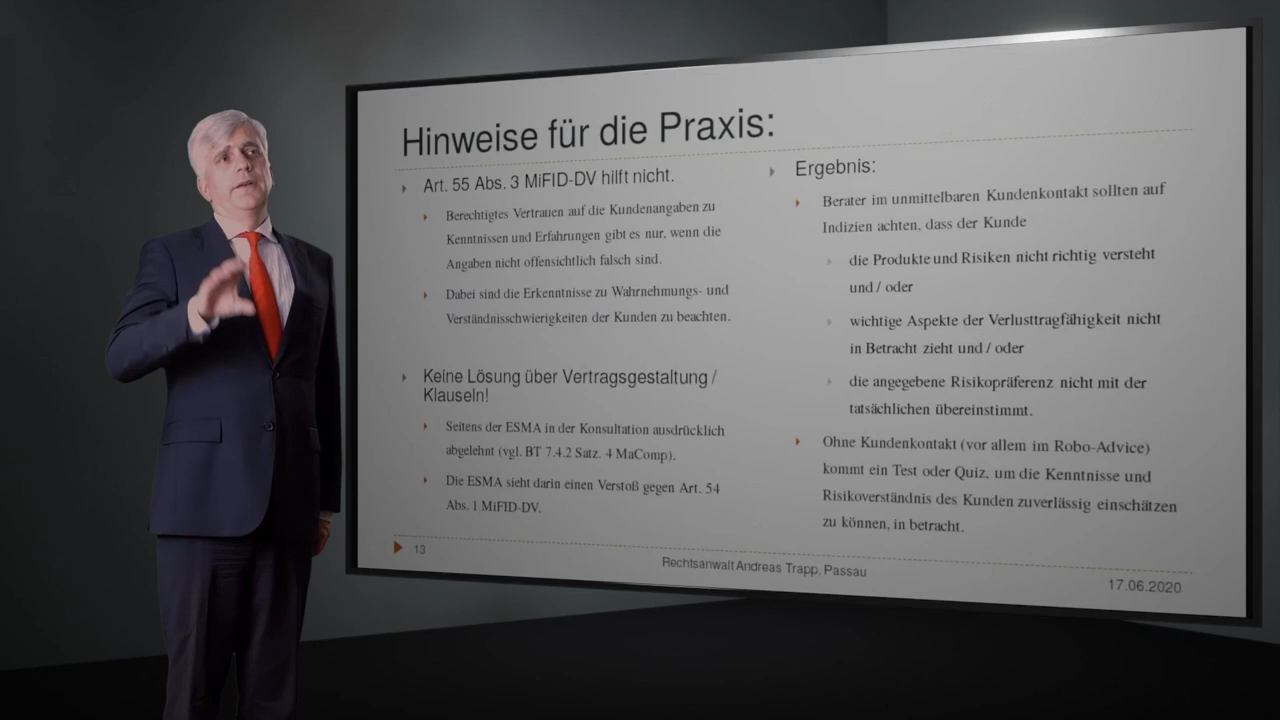 Hinweise für die Praxis:
Art. 55 Abs. 3 MiFID-DV hilft nicht.
Berechtigtes Vertrauen auf die Kundenangaben zu
Kenntnissen und Erfahrungen gibt es nur, wenn die
Angaben nicht offensichtlich falsch sind.
Dabei sind die Erkenntnisse zu Wahrnehmungs- und
Verständnisschwierigkeiten der Kunden zu beachten.
Keine Lösung über Vertragsgestaltung /
Klauseln!
Seitens der ESMA in der Konsultation ausdrücklich
abgelehnt (vgl. BT 7.4.2 Satz. 4 MaComp).
Die ESMA sieht darin einen Verstoß gegen Art. 54
Abs. 1 MiFID-DV.
Ergebnis:
Berater im unmittelbaren Kundenkontakt sollten auf
Indizien achten, dass der Kunde
die Produkte und Risiken nicht richtig versteht
und / oder
wichtige Aspekte der Verlusttragfähigkeit nicht
in Betracht zieht und / oder
die angegebene Risikopräferenz nicht mit der
tatsächlichen übereinstimmt.
Ohne Kundenkontakt (vor allem im Robo-Advice)
kommt ein Test oder Quiz, um die Kenntnisse und
Risikoverständnis des Kunden zuverlässig einschätzen
zu können, in betracht.
13
Rechtsanwalt Andreas Trapp, Passau
17.06.2020